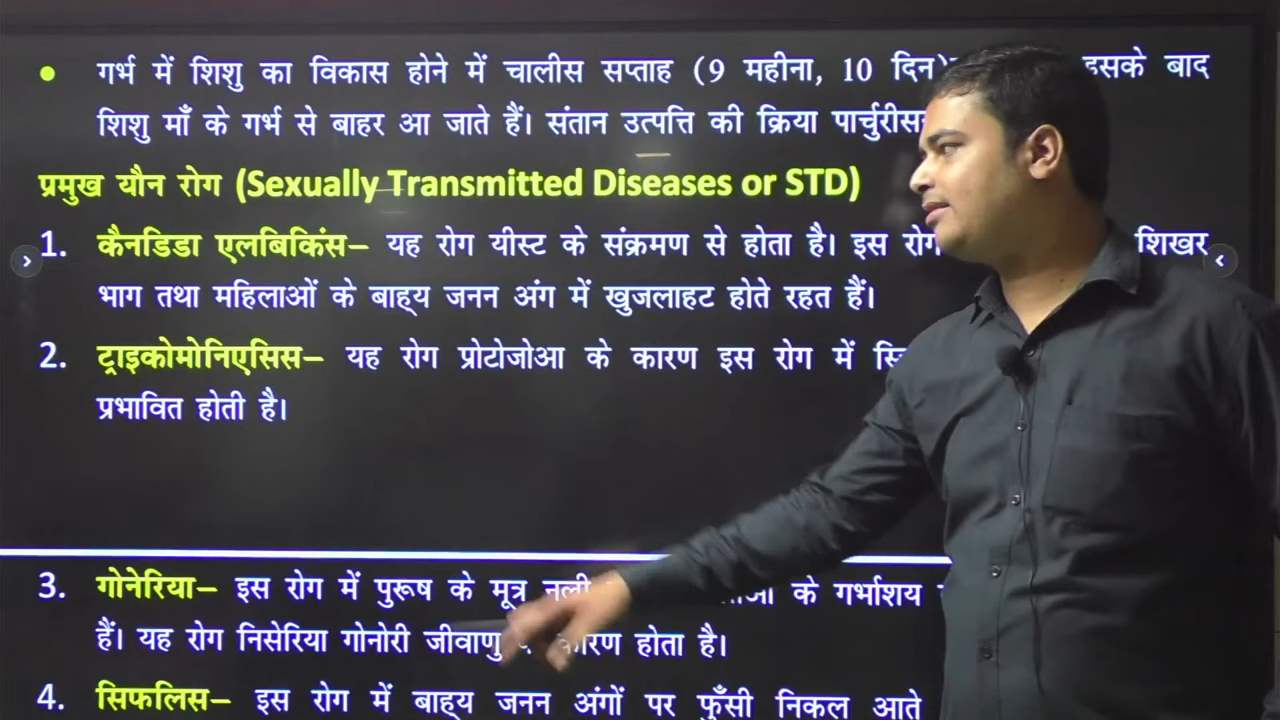 गर्भ में शिशु का विकास होने में चालीस सप्ताह (9 महीना, 10 दिन) इसके बाद
शिशु माँ के गर्भ से बाहर आ जाते हैं। संतान उत्पत्ति की क्रिया
प्रमुख यौन रोग (Sexually Transmitted Diseases or STD)
1. कैनडिडा एलबिकिंस– यह रोग यीस्ट के संक्रमण से होता है। इस शिखर
भाग तथा महिलाओं के बाह्य जनन अंग में खुजलाहट होते रहत हैं।
2. ट्राइकोमोनिएसिस– यह रोग प्रोटोजोआ के कारण इस रोग में
प्रभावित होती है।
3. गोनेरिया– इस रोग में पुरूष के मूत्र नली के गर्भाशय
हैं। यह रोग निसेरिया गोनोरी जीवाणु कारण होता है।
4. सिफलिस– इस रोग में बाह्य जनन अंगों पर फुँसी निकल आते